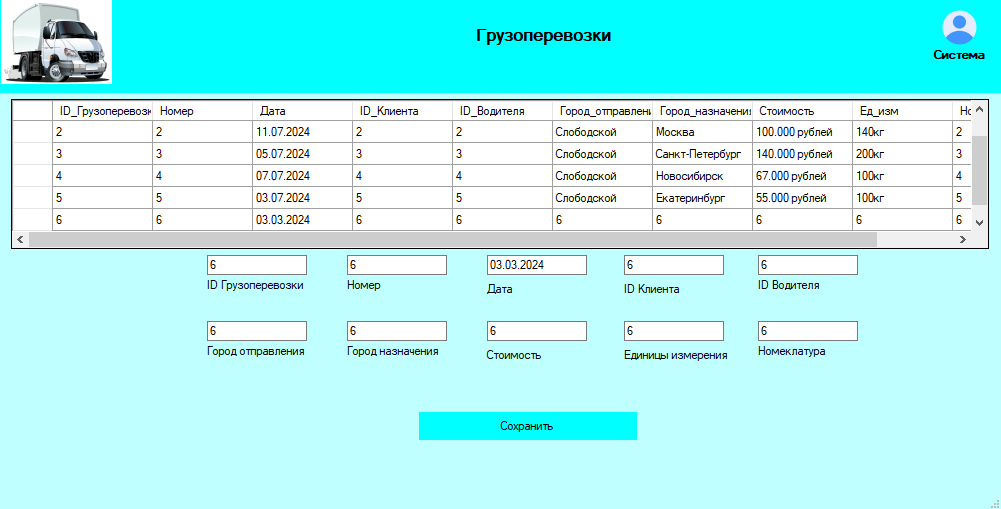 Грузоперевозки
Система
ID_Грузоперевозк Номер Дата ID_Клиента ID_Водителя Город_отправлени Город_назначения Стоимость Ед_изм Но
2 2 11.07.2024 2 2 Слободской Москва 100.000 рублей 140кг 2
3 3 05.07.2024 3 3 Слободской Санкт-Петербург 140.000 рублей 200кг 3
4 4 07.07.2024 4 4 Слободской Новосибирск 67.000 рублей 100кг 4
5 5 03.07.2024 5 5 Слободской Екатеринбург 55.000 рублей 100кг 5
6 6 03.03.2024 6 6 6 6 6 6 6
6 6 03.03.2024 6 6
ID Грузоперевозки Номер Дата ID Клиента ID Водителя
6 6 6 6 6
Город отправления Город назначения Стоимость Единицы измерения Номеклатура
Сохранить